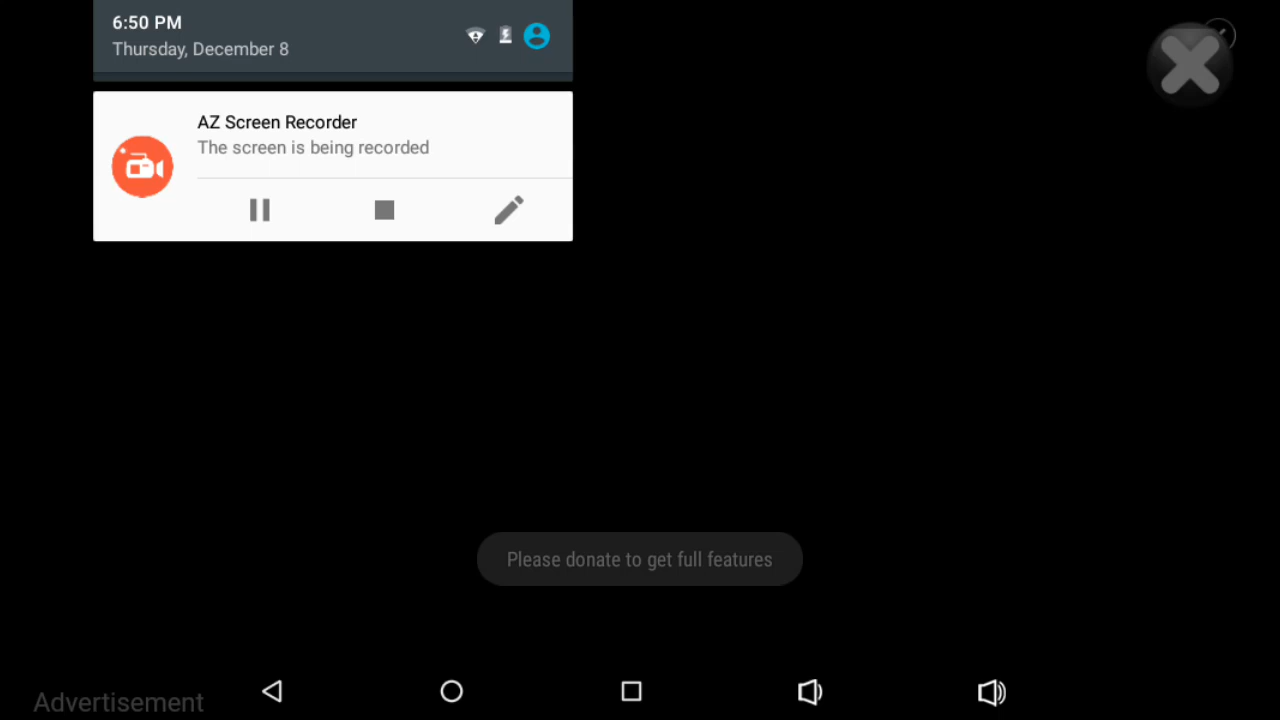 6:50 PM
Thursday, December 8
AZ Screen Recorder
The screen is being recorded
Please donate to get full features
Advertisement